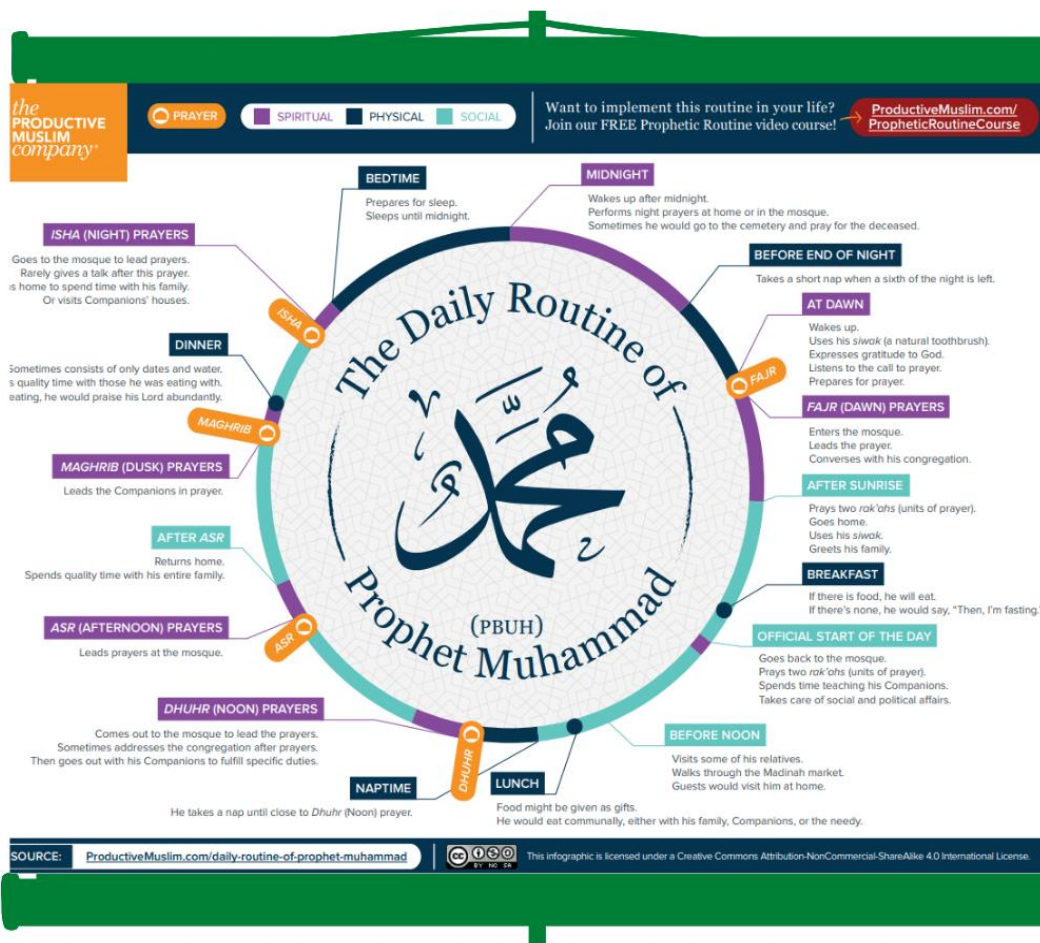 the
PRODUCTIVE
MUSLIM
company
PRAYER
SPIRITUAL
PHYSICAL
SOCIAL
Want to implement this routine in your life?
Join our FREE Prophetic Routine video course!
ProductiveMuslim.com/
PropheticRoutineCourse
MIDNIGHT
Wakes up after midnight.
Performs night prayers at home or in the mosque.
Sometimes he would go to the cemetery and pray for the deceased.
BEFORE END OF NIGHT
Takes a short nap when a sixth of the night is left.
AT DAWN
Wakes up.
Uses his siwak (a natural toothbrush).
Expresses gratitude to God.
Listens to the call to prayer.
Prepares for prayer.
FAJR
FAJR (DAWN) PRAYERS
Enters the mosque.
Leads the prayer.
Converses with his congregation.
AFTER SUNRISE
Prays two rak'ahs (units of prayer).
Goes home.
Uses his siwak.
Greets his family.
BREAKFAST
If there is food, he will eat.
If there's none, he would say, “Then, I'm fasting.
OFFICIAL START OF THE DAY
Goes back to the mosque.
Prays two rak'ahs (units of prayer).
Spends time teaching his Companions.
Takes care of social and political affairs.
BEFORE NOON
Visits some of his relatives.
Walks through the Madinah market.
Guests would visit him at home.
LUNCH
Food might be given as gifts.
He would eat communally, either with his family, Companions, or the needy.
NAPTIME
He takes a nap until close to Dhuhr (Noon) prayer.
DHUHR
DHUHR (NOON) PRAYERS
Comes out to the mosque to lead the prayers.
Sometimes addresses the congregation after prayers.
Then goes out with his Companions to fulfill specific duties.
ASR
ASR (AFTERNOON) PRAYERS
Leads prayers at the mosque.
AFTER ASR
Returns home.
Spends quality time with his entire family.
MAGHRIB
MAGHRIB (DUSK) PRAYERS
Leads the Companions in prayer.
DINNER
Sometimes consists of only dates and water.
s quality time with those he was eating with.
eating, he would praise his Lord abundantly.
ISHA
ISHA (NIGHT) PRAYERS
Goes to the mosque to lead prayers.
Rarely gives a talk after this prayer.
s home to spend time with his family.
Or visits Companions' houses.
BEDTIME
Prepares for sleep.
Sleeps until midnight.
The Daily Routine of
محمد
Prophet Muhammad
(PBUH)
SOURCE:
ProductiveMuslim.com/daily-routine-of-prophet-muhammad
cc BY NC SA
This infographic is licensed under a Creative Commons Attribution-NonCommercial-ShareAlike 4.0 International License.